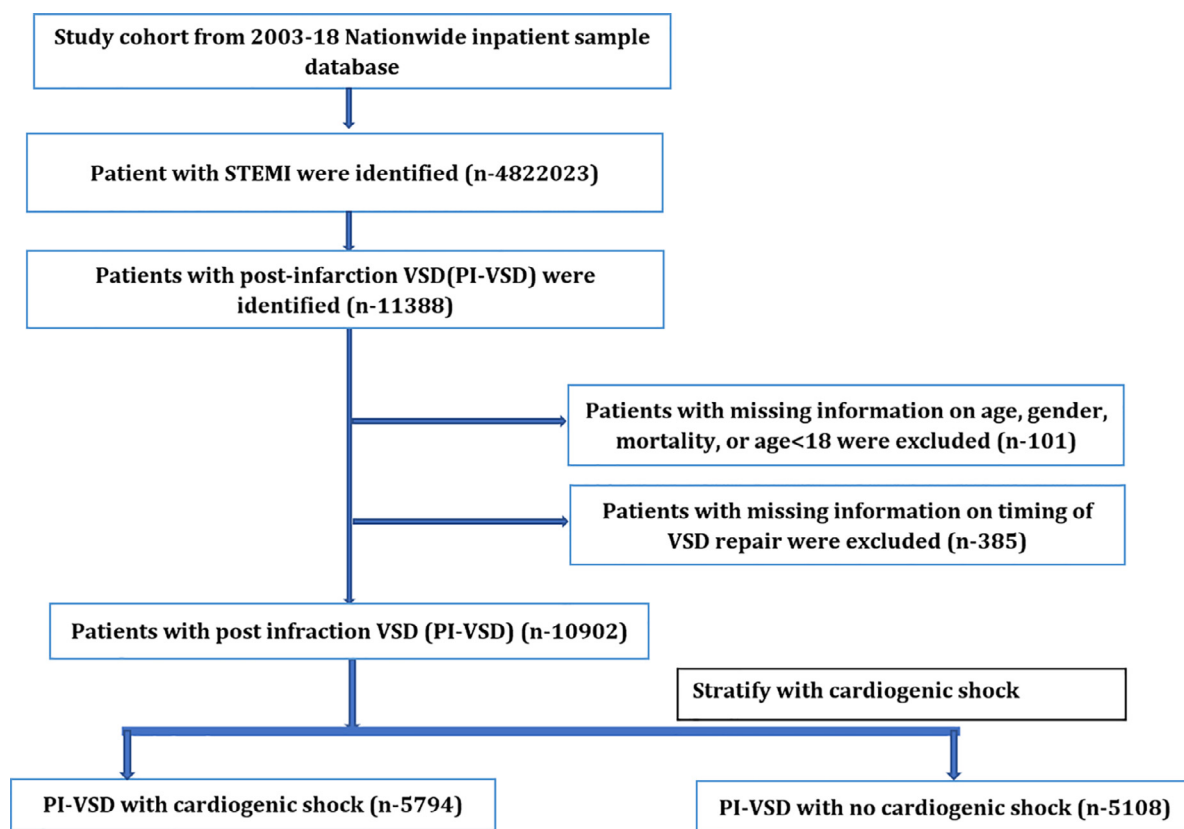 Study cohort from 2003-18 Nationwide inpatient sample
database
Patient with STEMI were identified (n-4822023)
Patients with post-infarction VSD(PI-VSD) were
identified (n-11388)
Patients with missing information on age, gender,
mortality, or age<18 were excluded (n-101)
Patients with missing information on timing of
VSD repair were excluded (n-385)
Patients with post infraction VSD (PI-VSD) (n-10902)
Stratify with cardiogenic shock
PI-VSD with cardiogenic shock (n-5794)
PI-VSD with no cardiogenic shock (n-5108)